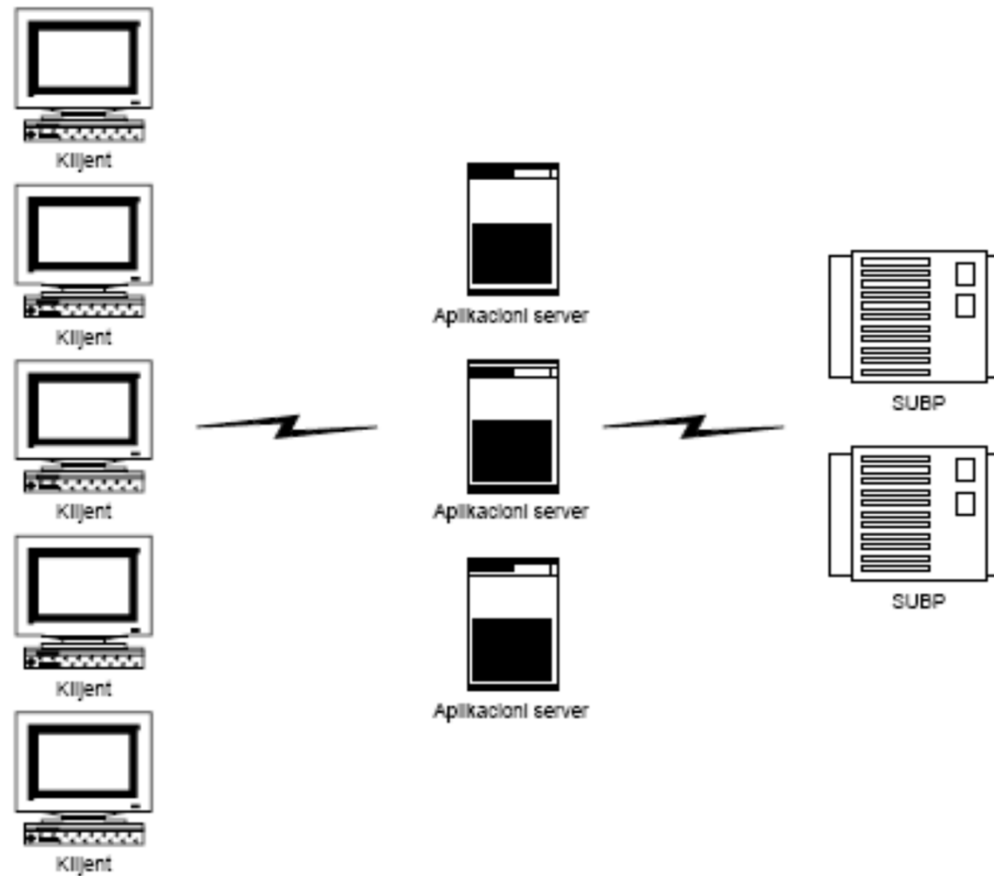 Klijent
Klijent
Klijent
Klijent
Klijent
Aplikacioni server
Aplikacioni server
Aplikacioni server
SUBP
SUBP